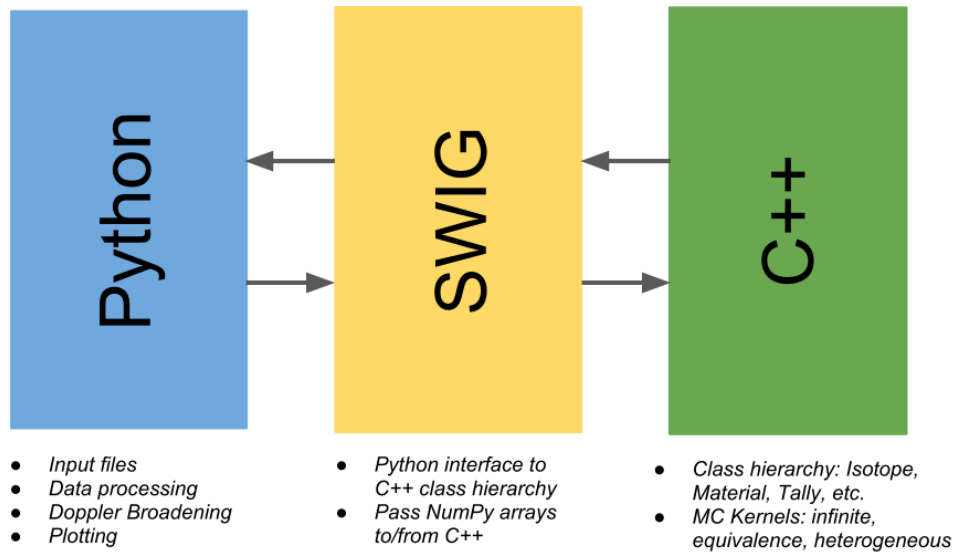 Python
SWIG
C++
● Input files
● Data processing
● Doppler Broadening
● Plotting
● Python interface to
C++ class hierarchy
● Pass NumPy arrays
to/from C++
● Class hierarchy: Isotope,
Material, Tally, etc.
● MC Kernels: infinite,
equivalence, heterogeneous